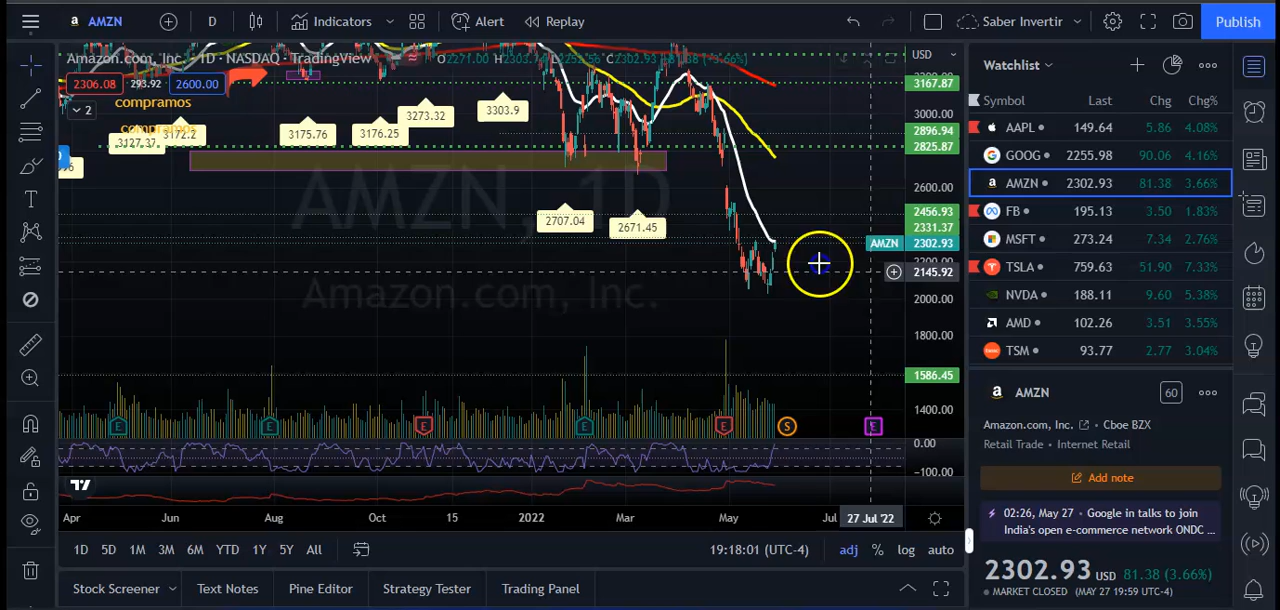 AMZN
D
Indicators
Alert
Replay
Saber Invertir
Publish
Amazon.com, Inc. · 1D · NASDAQ · TradingView
2306.08
293.92
2600.00
2
compramos
compramos
3127.37
3172.2
3175.76
3176.25
3273.32
3303.9
2707.04
2671.45
AMZN, 1D
Amazon.com, Inc.
USD
3167.87
3000.00
2896.94
2825.87
2600.00
2456.93
2331.37
AMZN 2302.93
2145.92
2000.00
1800.00
1586.45
1400.00
0.00
−100.00
E
E
E
E
E
S
E
Apr Jun Aug Oct 15 2022 Mar May Jul 27 Jul '22
1D 5D 1M 3M 6M YTD 1Y 5Y All
19:18:01 (UTC-4) adj % log auto
Stock Screener Text Notes Pine Editor Strategy Tester Trading Panel
Watchlist
Symbol Last Chg Chg%
AAPL 149.64 5.86 4.08%
GOOG 2255.98 90.06 4.16%
AMZN 2302.93 81.38 3.66%
FB 195.13 3.50 1.83%
MSFT 273.24 7.34 2.76%
TSLA 759.63 51.90 7.33%
NVDA 188.11 9.60 5.38%
AMD 102.26 3.51 3.55%
TSM 93.77 2.77 3.04%
AMZN
60
Amazon.com, Inc. • Cboe BZX
Retail Trade • Internet Retail
Add note
02:26, May 27 • Google in talks to join
India's open e-commerce network ONDC ...
2302.93 USD 81.38 (3.66%)
MARKET CLOSED (MAY 27 19:59 UTC-4)